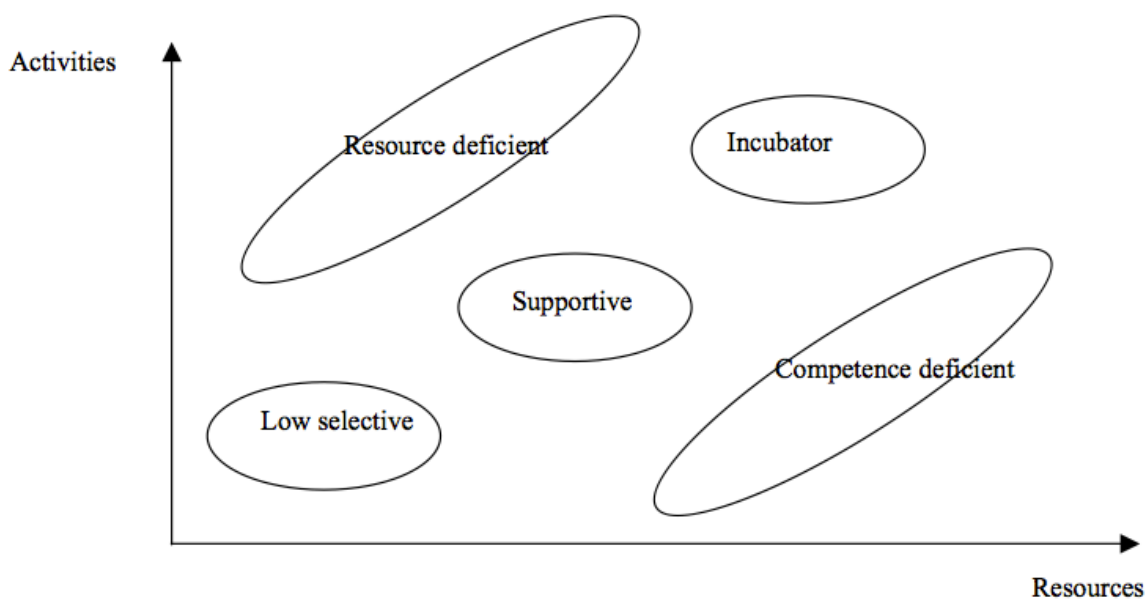 Activities
Resource deficient
Incubator
Supportive
Competence deficient
Low selective
Resources